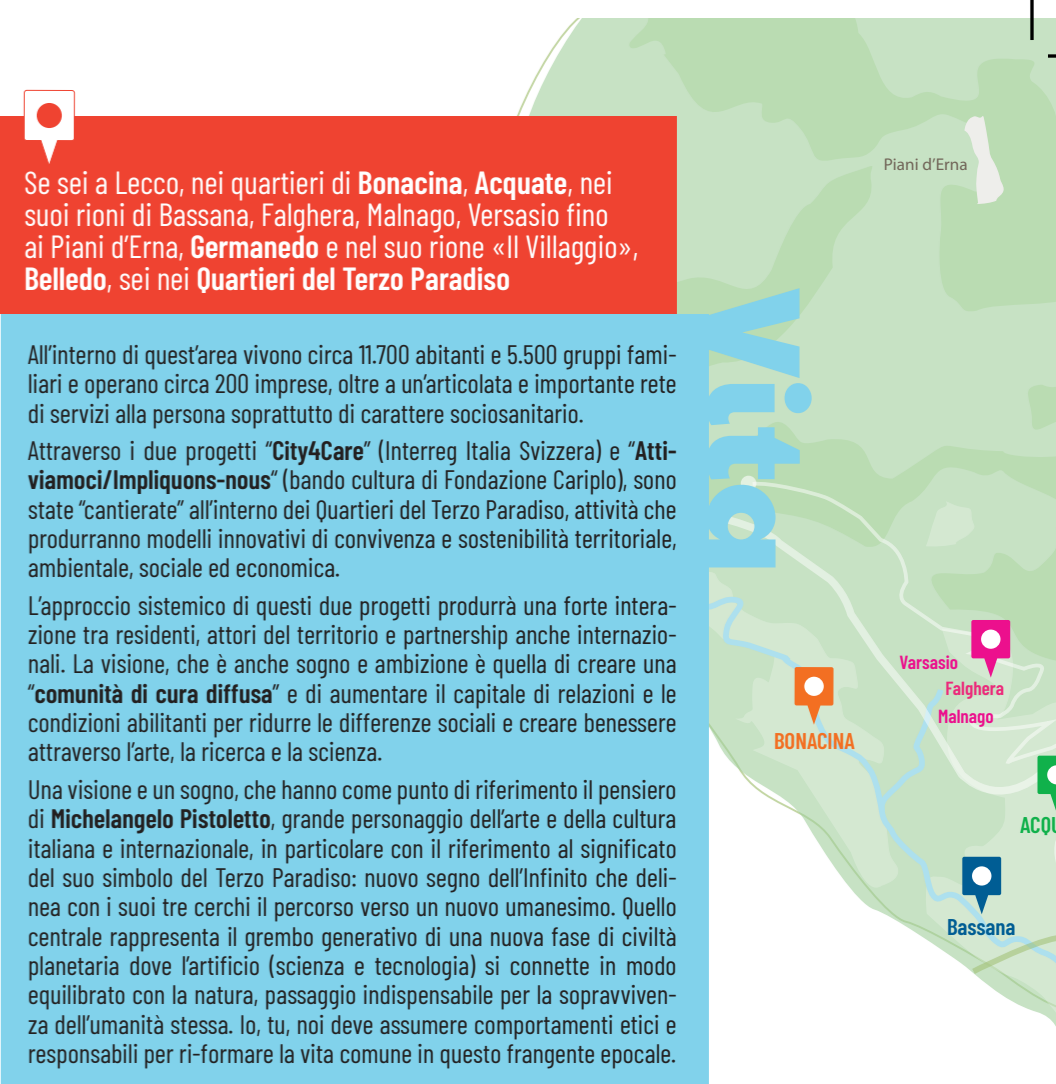 Se sei a Lecco, nei quartieri di Bonacina, Acquate, nei
suoi rioni di Bassana, Falghera, Malnago, Versasio fino
ai Piani d'Erna, Germanedo e nel suo rione «Il Villaggio»,
Belledo, sei nei Quartieri del Terzo Paradiso
All'interno di quest'area vivono circa 11.700 abitanti e 5.500 gruppi fami-
liari e operano circa 200 imprese, oltre a un'articolata e importante rete
di servizi alla persona soprattutto di carattere sociosanitario.
Attraverso i due progetti "City4Care" (Interreg Italia Svizzera) e "Atti-
viamoci/Impliquons-nous" (bando cultura di Fondazione Cariplo), sono
state "cantierate" all'interno dei Quartieri del Terzo Paradiso, attività che
produrranno modelli innovativi di convivenza e sostenibilità territoriale,
ambientale, sociale ed economica.
L'approccio sistemico di questi due progetti produrrà una forte intera-
zione tra residenti, attori del territorio e partnership anche internazio-
nali. La visione, che è anche sogno e ambizione è quella di creare una
"comunità di cura diffusa" e di aumentare il capitale di relazioni e le
condizioni abilitanti per ridurre le differenze sociali e creare benessere
attraverso l'arte, la ricerca e la scienza.
Una visione e un sogno, che hanno come punto di riferimento il pensiero
di Michelangelo Pistoletto, grande personaggio dell'arte e della cultura
italiana e internazionale, in particolare con il riferimento al significato
del suo simbolo del Terzo Paradiso: nuovo segno dell'Infinito che deli-
nea con i suoi tre cerchi il percorso verso un nuovo umanesimo. Quello
centrale rappresenta il grembo generativo di una nuova fase di civiltà
planetaria dove l'artificio (scienza e tecnologia) si connette in modo
equilibrato con la natura, passaggio indispensabile per la sopravviven-
za dell'umanità stessa. Io, tu, noi deve assumere comportamenti etici e
responsabili per ri-formare la vita comune in questo frangente epocale.
Vita
Piani d'Erna
Varsasio
Falghera
Malnago
BONACINA
ACQU
Bassana